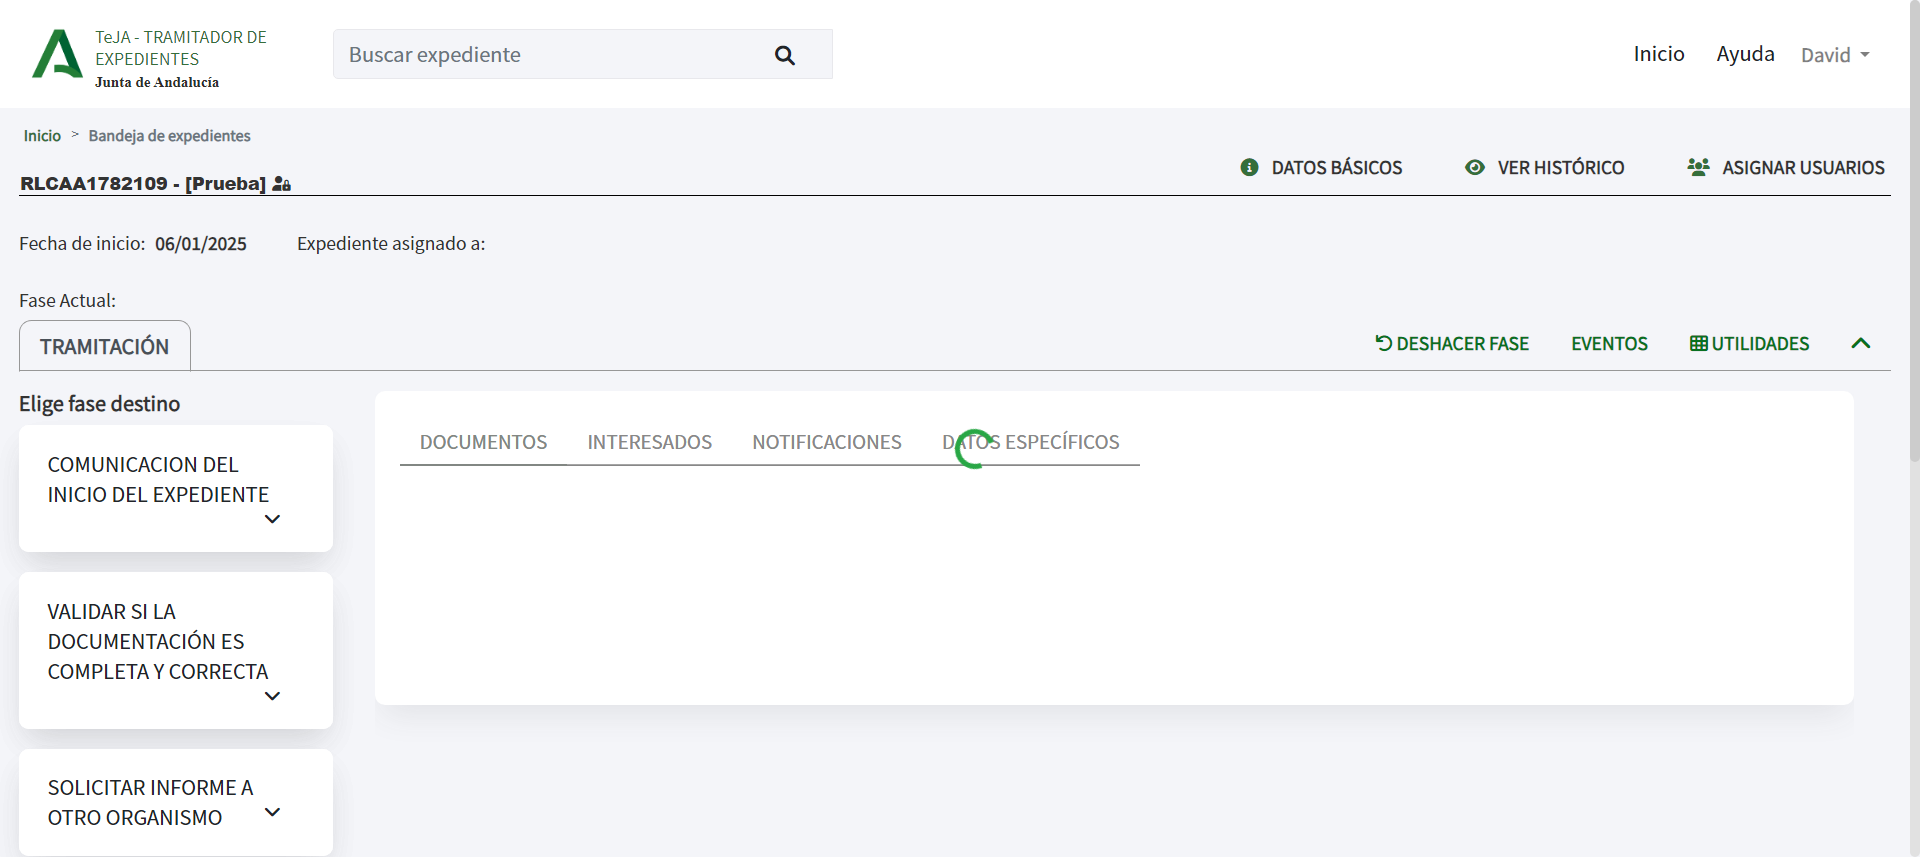 TeJA - TRAMITADOR DE
EXPEDIENTES
Junta de Andalucía
Buscar expediente
Inicio
Ayuda
David
Inicio > Bandeja de expedientes
RLCAA1782109 - [Prueba]
DATOS BÁSICOS
VER HISTÓRICO
ASIGNAR USUARIOS
Fecha de inicio: 06/01/2025
Expediente asignado a:
Fase Actual:
TRAMITACIÓN
DESHACER FASE
EVENTOS
UTILIDADES
Elige fase destino
COMUNICACION DEL
INICIO DEL EXPEDIENTE
VALIDAR SI LA
DOCUMENTACIÓN ES
COMPLETA Y CORRECTA
SOLICITAR INFORME A
OTRO ORGANISMO
DOCUMENTOS
INTERESADOS
NOTIFICACIONES
DATOS ESPECÍFICOS